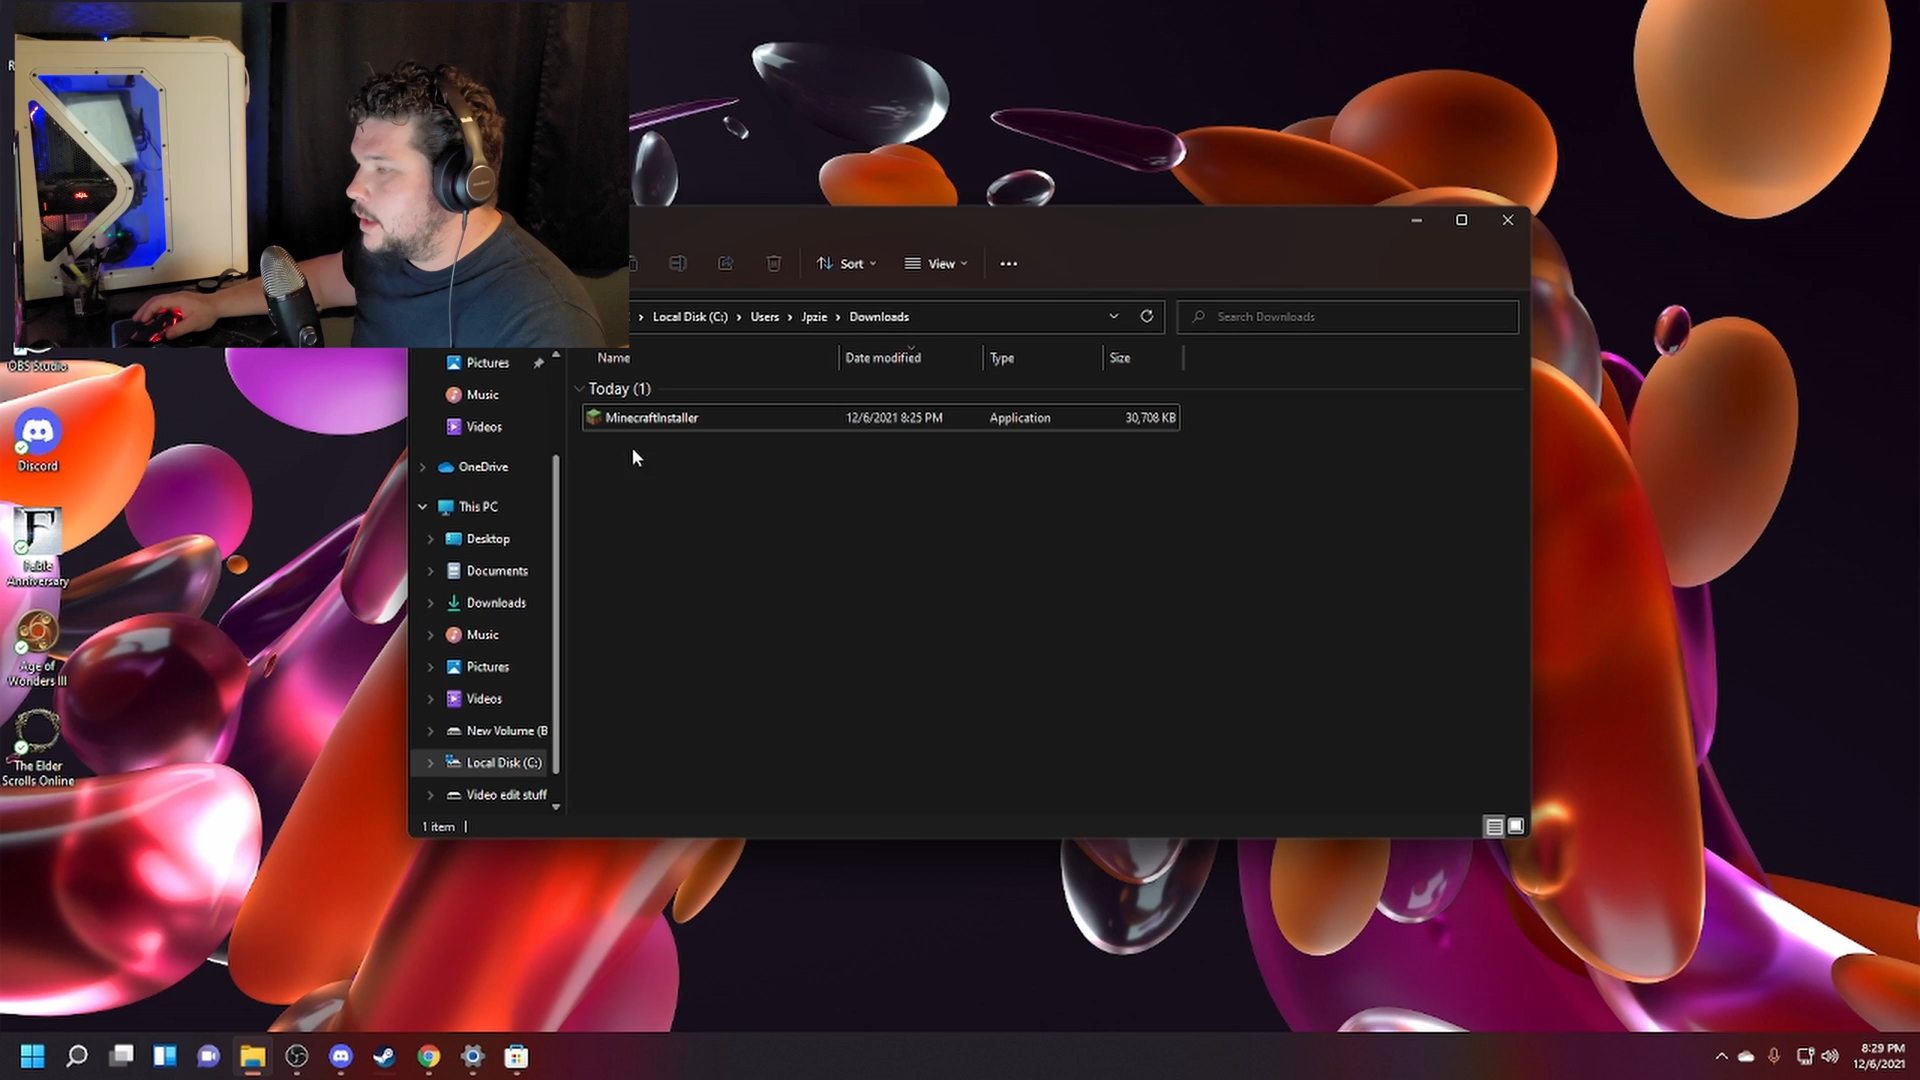 R
OBS Studio
Discord
Fable
Anniversary
Age of
Wonders III
The Elder
Scrolls Online
Sort
View
Local Disk (C:) > Users > Jpzie > Downloads
Search Downloads
Name
Date modified
Type
Size
Today (1)
MinecraftInstaller
12/6/2021 8:25 PM
Application
30,708 KB
Pictures
Music
Videos
OneDrive
This PC
Desktop
Documents
Downloads
Music
Pictures
Videos
New Volume (B
Local Disk (C:)
Video edit stuff
1 item
8:29 PM
12/6/2021